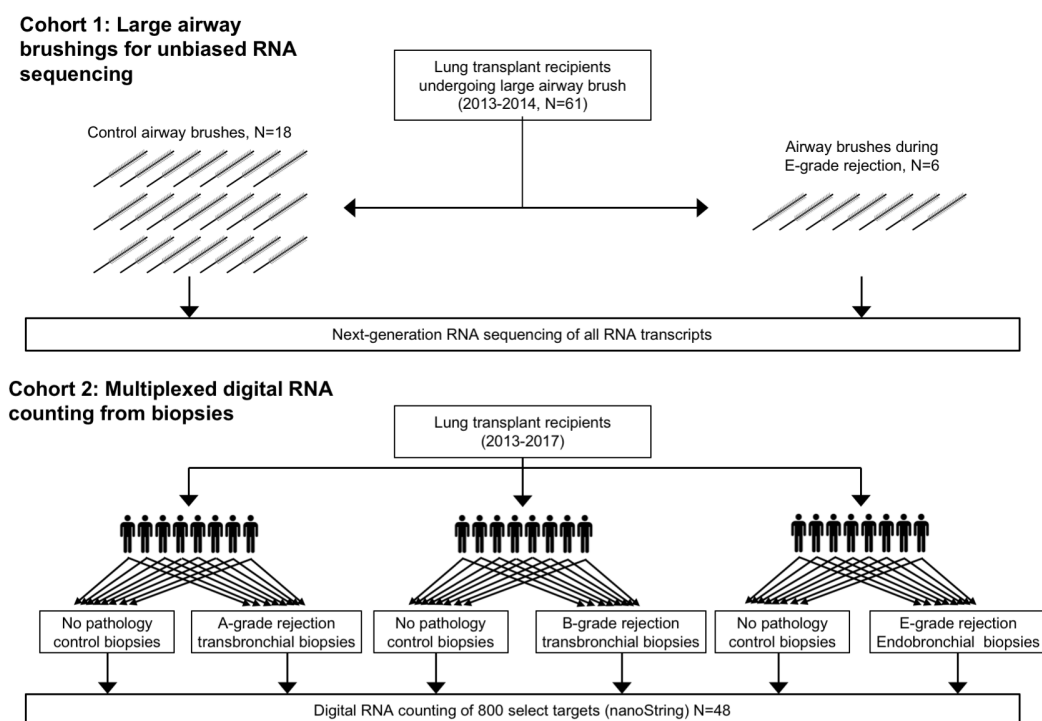 Cohort 1: Large airway
brushings for unbiased RNA
sequencing
Lung transplant recipients
undergoing large airway brush
(2013-2014, N=61)
Control airway brushes, N=18
Airway brushes during
E-grade rejection, N=6
Next-generation RNA sequencing of all RNA transcripts
Cohort 2: Multiplexed digital RNA
counting from biopsies
Lung transplant recipients
(2013-2017)
No pathology
control biopsies
A-grade rejection
transbronchial biopsies
No pathology
control biopsies
B-grade rejection
transbronchial biopsies
No pathology
control biopsies
E-grade rejection
Endobronchial biopsies
Digital RNA counting of 800 select targets (nanoString) N=48